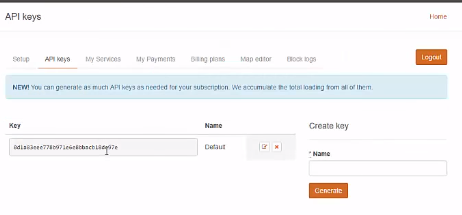 API keys
Home
Setup API keys My Services My Payments Billing plans Map editor Block logs
Logout
NEW! You can generate as much API keys as needed for your subscription. We accumulate the total loading from all of them.
Key Name
Default
Create key
* Name
Generate